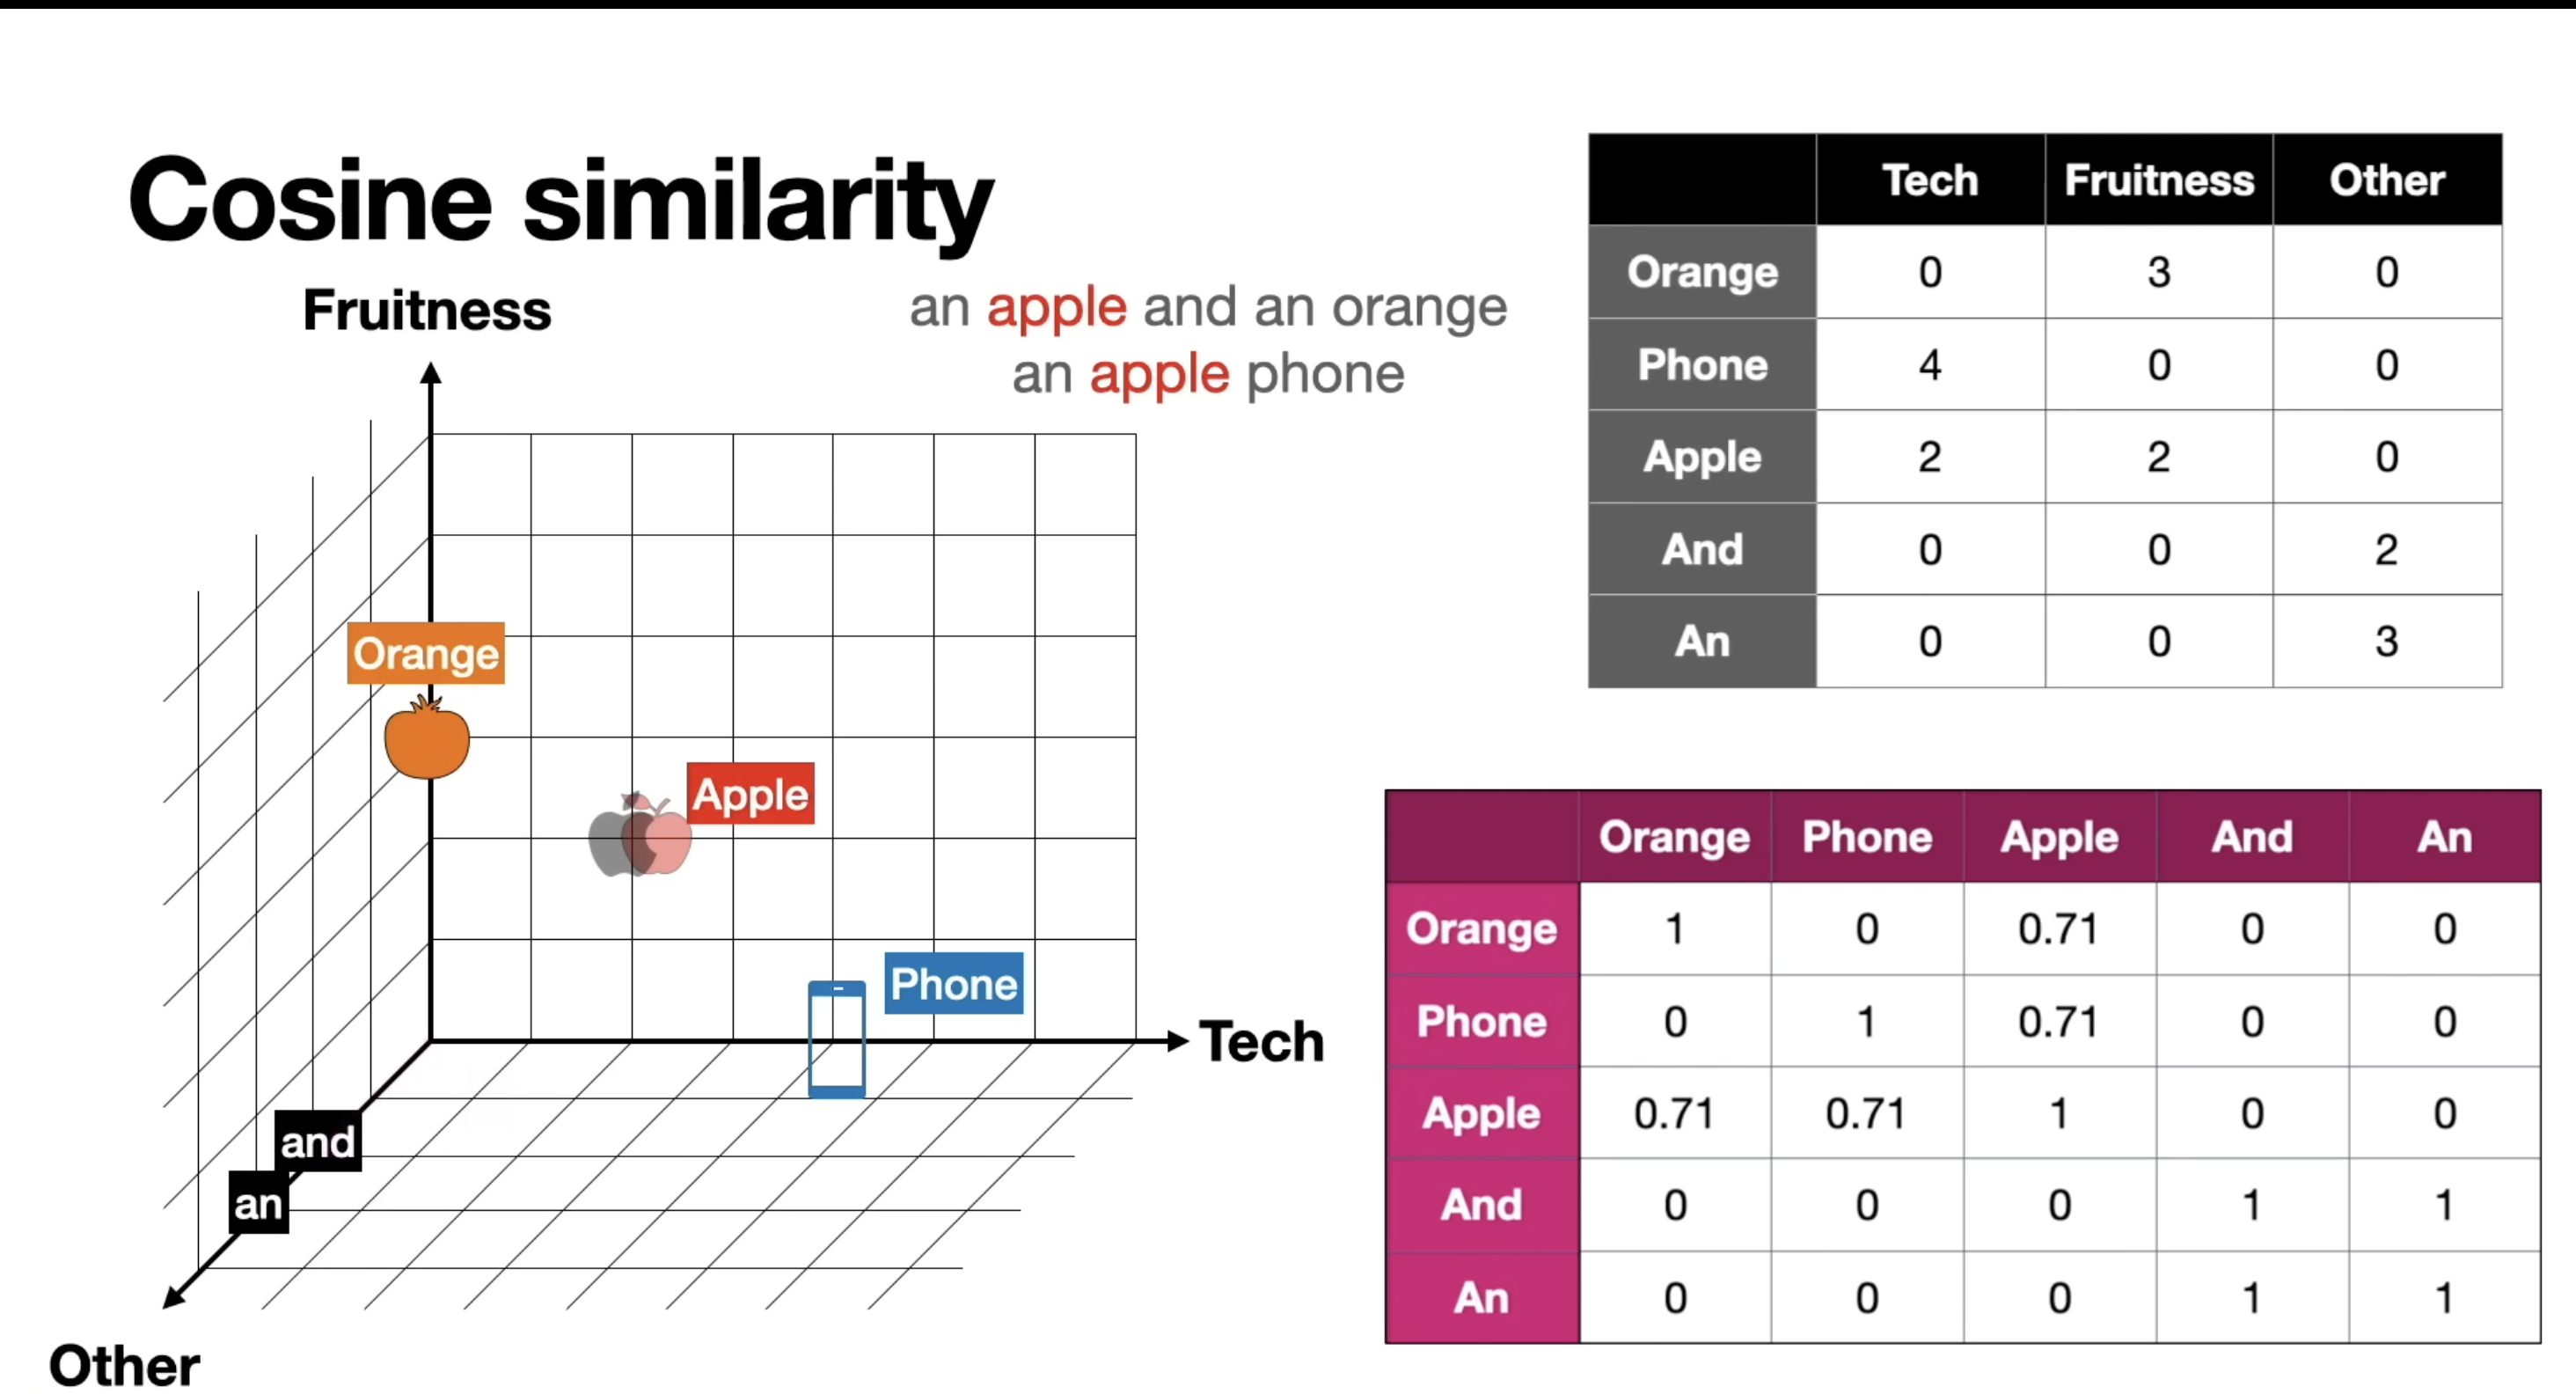 Cosine similarity
Fruitness
an apple and an orange
an apple phone
Orange
Apple
Phone
Tech
and
an
Other
Tech Fruitness Other
Orange 0 3 0
Phone 4 0 0
Apple 2 2 0
And 0 0 2
An 0 0 3
Orange Phone Apple And An
Orange 1 0 0.71 0 0
Phone 0 1 0.71 0 0
Apple 0.71 0.71 1 0 0
And 0 0 0 1 1
An 0 0 0 1 1